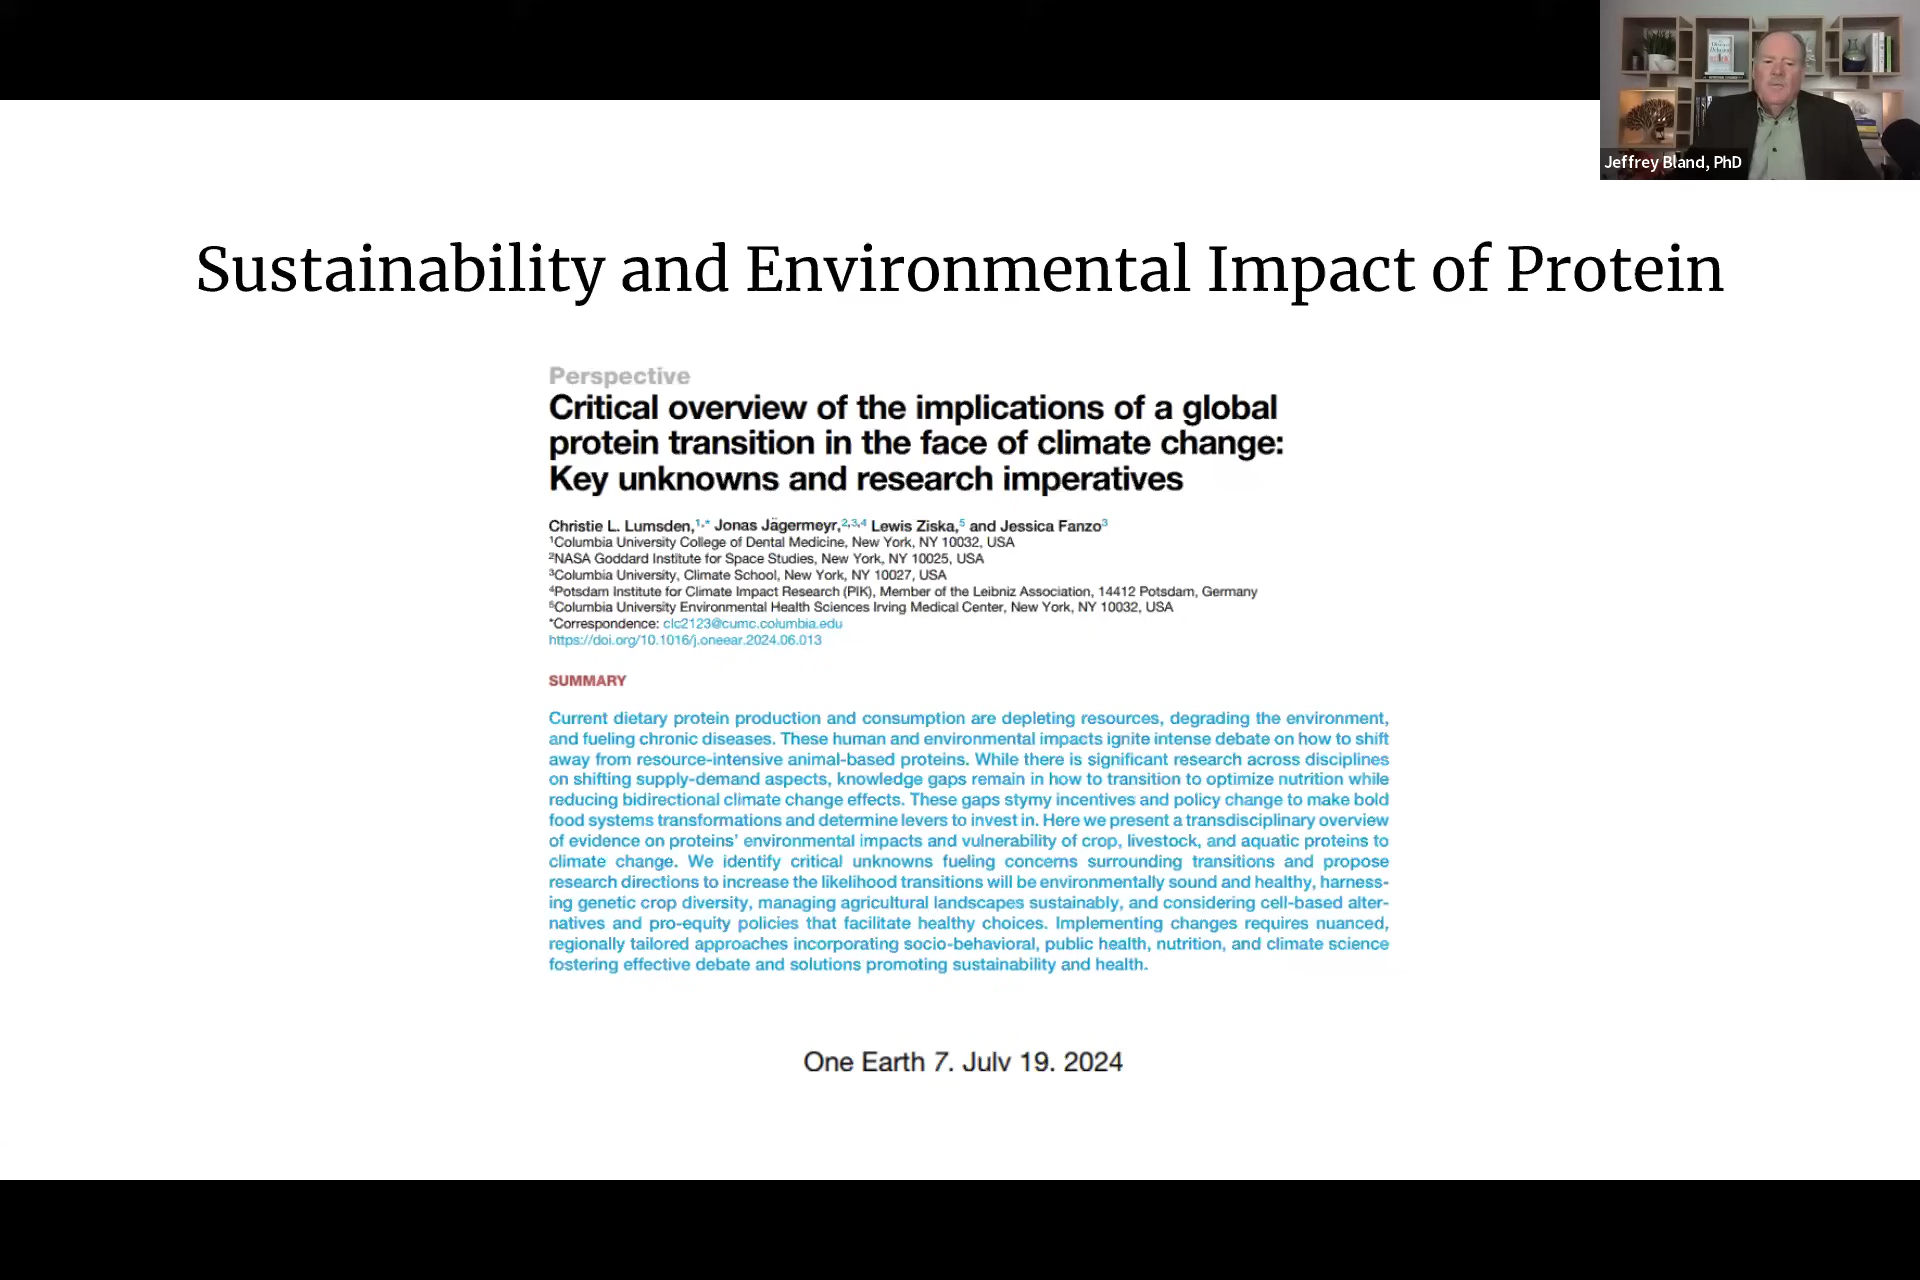 Jeffrey Bland, PhD
Sustainability and Environmental Impact of Protein
Perspective
Critical overview of the implications of a global
protein transition in the face of climate change:
Key unknowns and research imperatives
Christie L. Lumsden,1,* Jonas Jägermeyr,2,3,4 Lewis Ziska,5 and Jessica Fanzo3
1Columbia University College of Dental Medicine, New York, NY 10032, USA
2NASA Goddard Institute for Space Studies, New York, NY 10025, USA
3Columbia University, Climate School, New York, NY 10027, USA
4Potsdam Institute for Climate Impact Research (PIK), Member of the Leibniz Association, 14412 Potsdam, Germany
5Columbia University Environmental Health Sciences Irving Medical Center, New York, NY 10032, USA
*Correspondence: clc2123@cumc.columbia.edu
https://doi.org/10.1016/j.oneear.2024.06.013
SUMMARY
Current dietary protein production and consumption are depleting resources, degrading the environment,
and fueling chronic diseases. These human and environmental impacts ignite intense debate on how to shift
away from resource-intensive animal-based proteins. While there is significant research across disciplines
on shifting supply-demand aspects, knowledge gaps remain in how to transition to optimize nutrition while
reducing bidirectional climate change effects. These gaps stymy incentives and policy change to make bold
food systems transformations and determine levers to invest in. Here we present a transdisciplinary overview
of evidence on proteins’ environmental impacts and vulnerability of crop, livestock, and aquatic proteins to
climate change. We identify critical unknowns fueling concerns surrounding transitions and propose
research directions to increase the likelihood transitions will be environmentally sound and healthy, harness-
ing genetic crop diversity, managing agricultural landscapes sustainably, and considering cell-based alter-
natives and pro-equity policies that facilitate healthy choices. Implementing changes requires nuanced,
regionally tailored approaches incorporating socio-behavioral, public health, nutrition, and climate science
fostering effective debate and solutions promoting sustainability and health.
One Earth 7. July 19. 2024